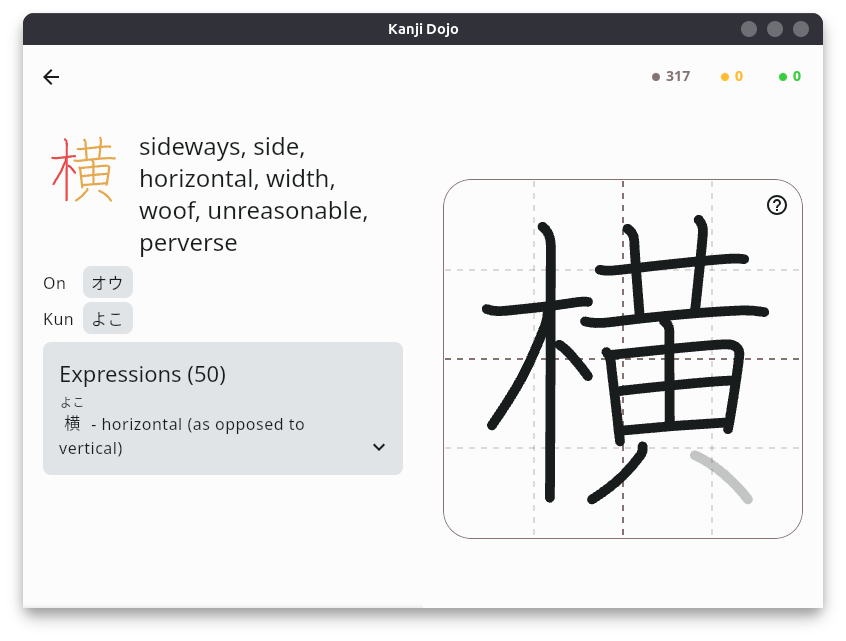 Kanji Dojo
317 0 0
横
sideways, side,
horizontal, width,
woof, unreasonable,
perverse
On オウ
Kun よこ
Expressions (50)
よこ
横 - horizontal (as opposed to
vertical)
横